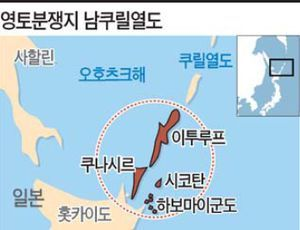 영토분쟁지 남쿠릴열도
사할린
오호츠크해
쿠릴열도
이투루프
쿠나시르
시코탄
하보마이군도
일본
홋카이도